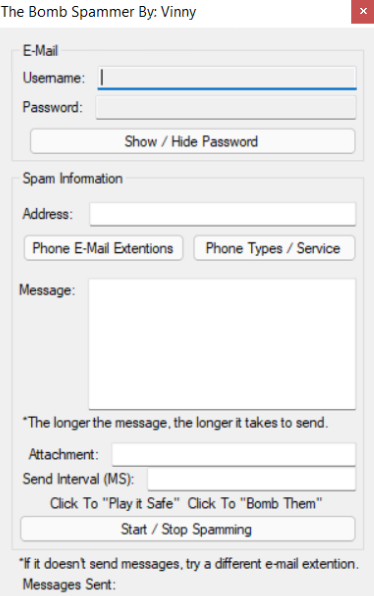 The Bomb Spammer By: Vinny
×
E-Mail
Username:
Password:
Show / Hide Password
Spam Information
Address:
Phone E-Mail Extentions Phone Types / Service
Message:
*The longer the message, the longer it takes to send.
Attachment:
Send Interval (MS):
Click To "Play it Safe" Click To "Bomb Them"
Start / Stop Spamming
*If it doesn't send messages, try a different e-mail extention.
Messages Sent: